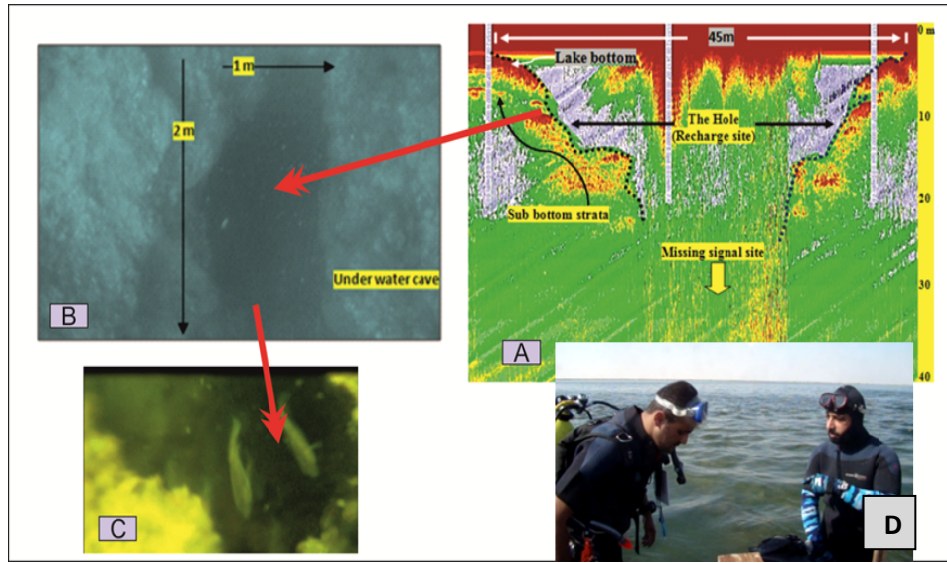 1 m
2 m
Under water cave
B
45m
0 m
Lake bottom
10
The Hole
(Recharge site)
20
Sub bottom strata
Missing signal site
30
A
40
C
D